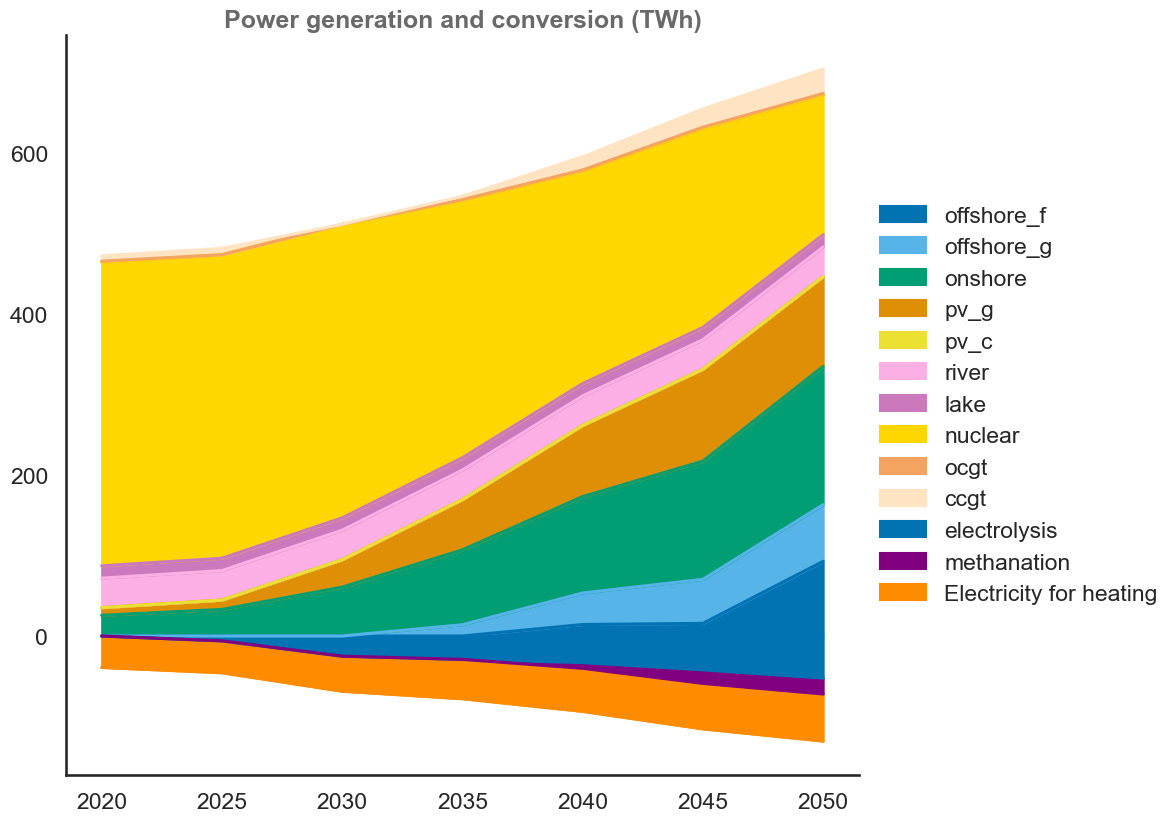 Power generation and conversion (TWh)
600
400
200
0
2020 2025 2030 2035 2040 2045 2050
offshore_f
offshore_g
onshore
pv_g
pv_c
river
lake
nuclear
ocgt
ccgt
electrolysis
methanation
Electricity for heating